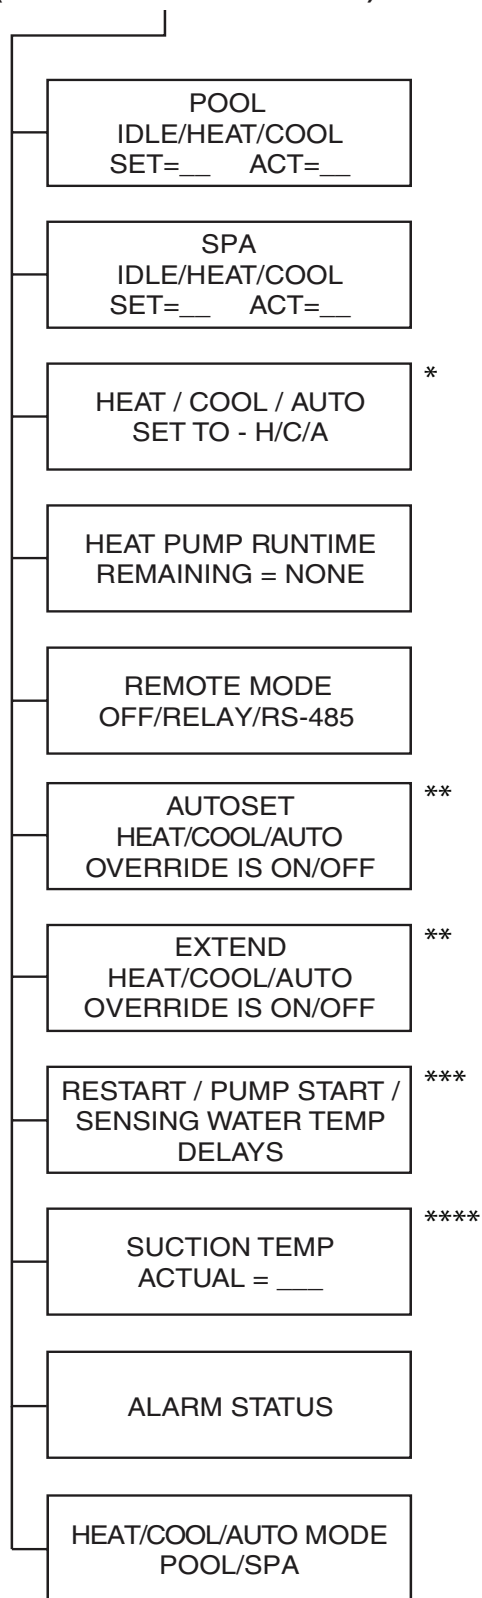 POOL
IDLE/HEAT/COOL
SET=__ ACT=__
SPA
IDLE/HEAT/COOL
SET=__ ACT=__
*
HEAT / COOL / AUTO
SET TO - H/C/A
HEAT PUMP RUNTIME
REMAINING = NONE
REMOTE MODE
OFF/RELAY/RS-485
**
AUTOSET
HEAT/COOL/AUTO
OVERRIDE IS ON/OFF
**
EXTEND
HEAT/COOL/AUTO
OVERRIDE IS ON/OFF
***
RESTART / PUMP START /
SENSING WATER TEMP
DELAYS
****
SUCTION TEMP
ACTUAL = ___
ALARM STATUS
HEAT/COOL/AUTO MODE
POOL/SPA